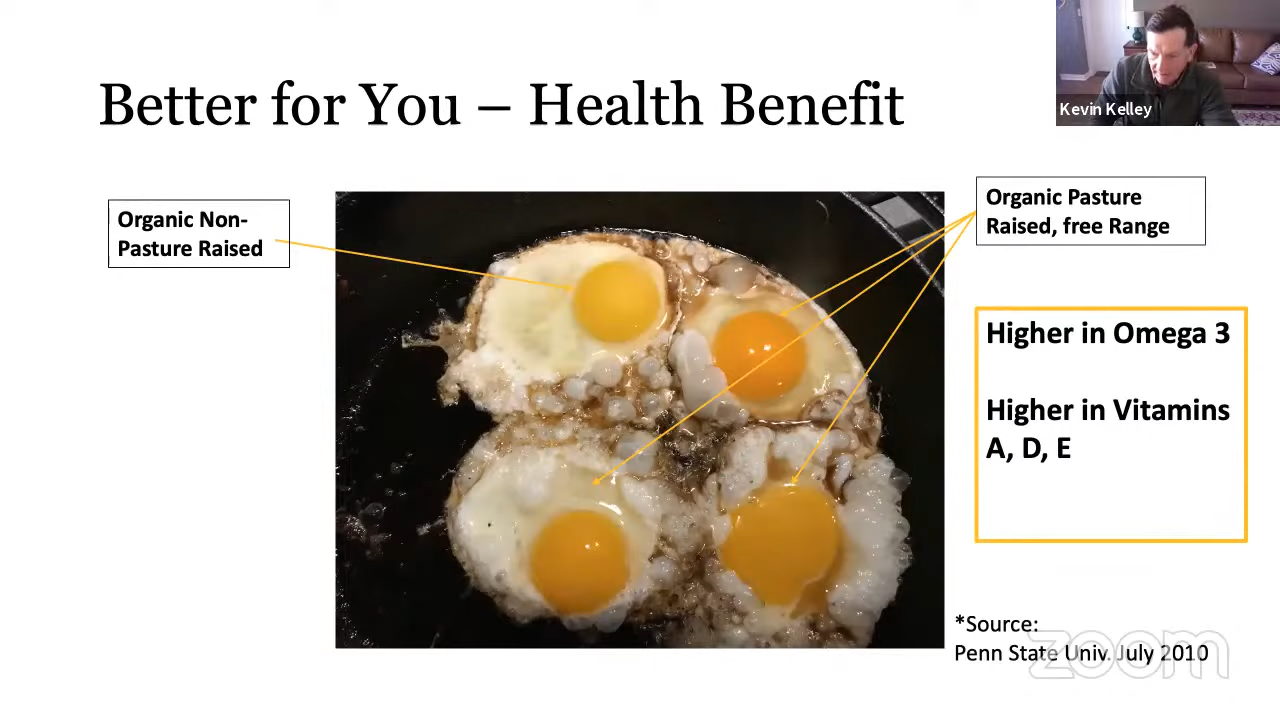 Better for You – Health Benefit
Kevin Kelley
Organic Non-
Pasture Raised
Organic Pasture
Raised, free Range
Higher in Omega 3
Higher in Vitamins
A, D, E
*Source:
Penn State Univ. July 2010
zoom